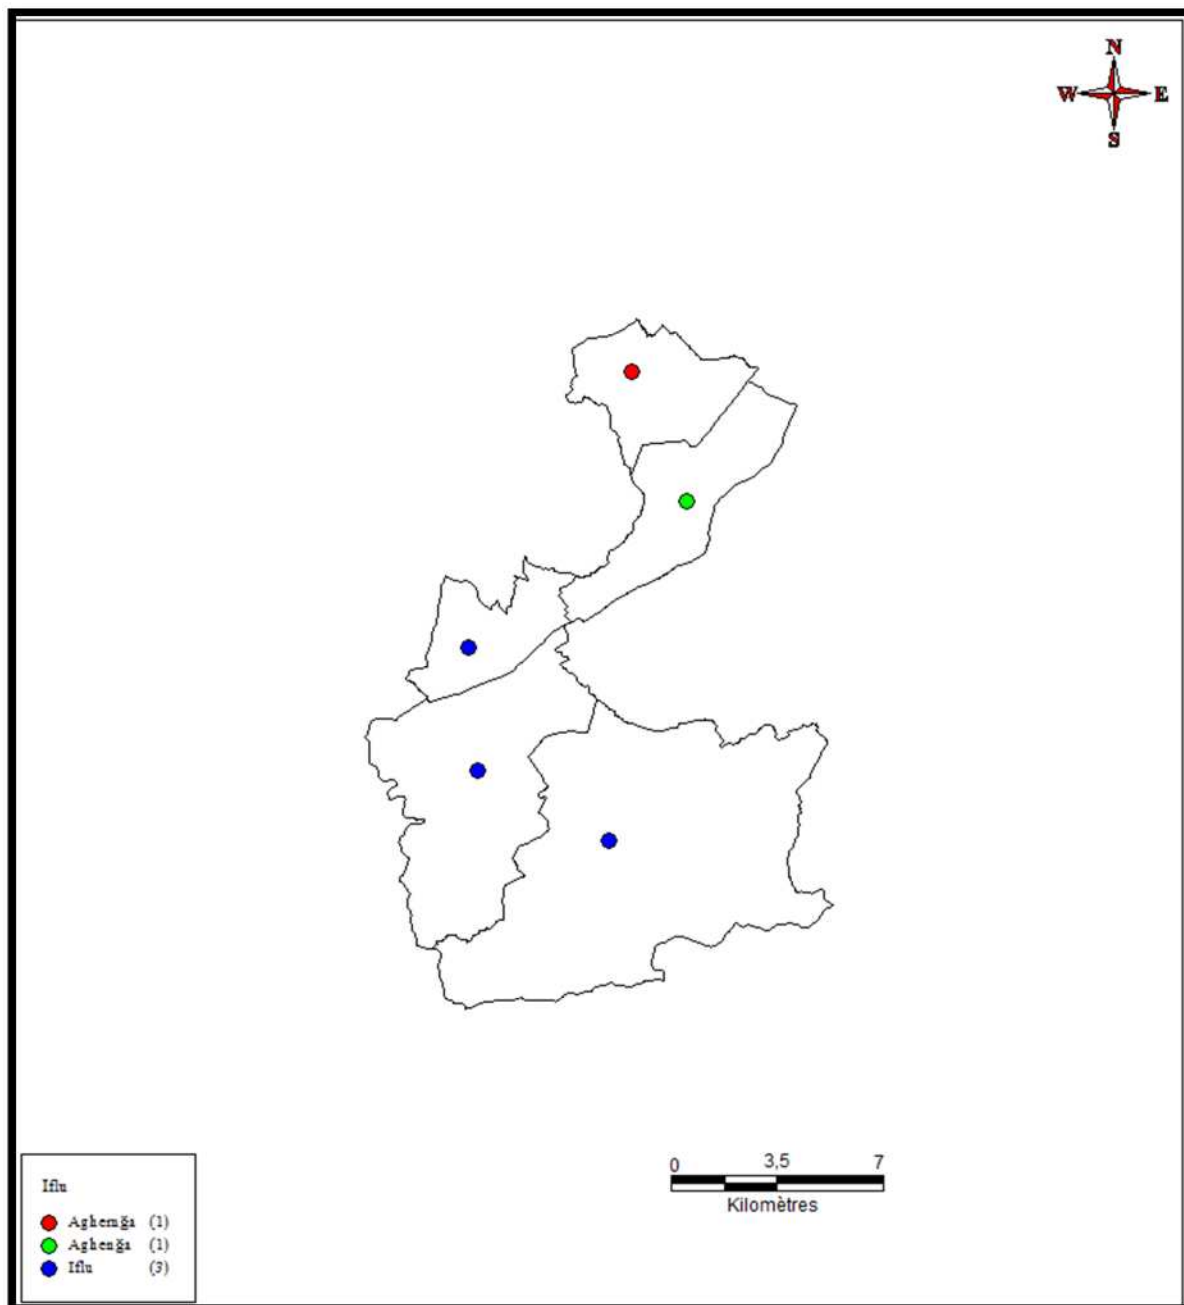 N
W E
S
0 3,5 7
Kilomètres
Iflu
Aghemğa (1)
Aghenğa (1)
Iflu (3)